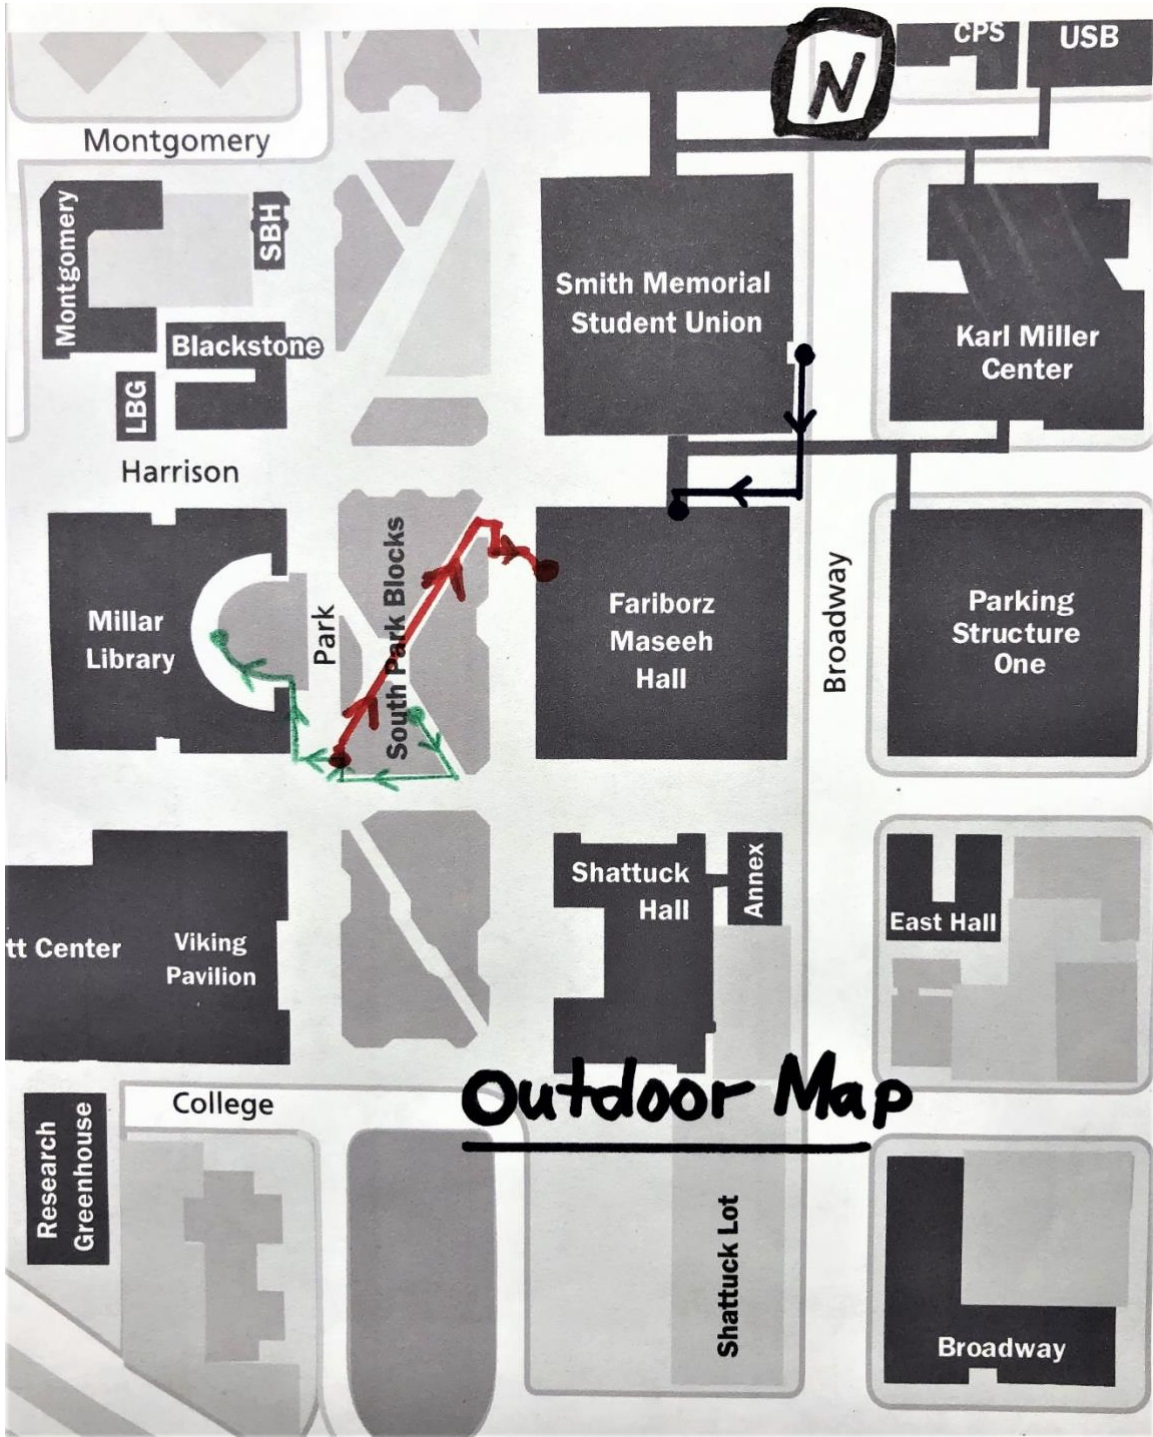 CPS
USB
N
Montgomery
Montgomery
SBH
Smith Memorial
Student Union
Karl Miller
Center
Blackstone
LBG
Harrison
South Park Blocks
Millar
Library
Park
Fariborz
Maseeh
Hall
Broadway
Parking
Structure
One
Shattuck
Hall
Annex
East Hall
tt Center
Viking
Pavilion
College
Outdoor Map
Research
Greenhouse
Shattuck Lot
Broadway